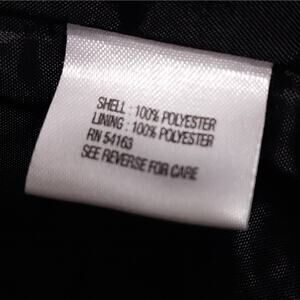 SHELL : 100% POLYESTER
LINING : 100% POLYESTER
RN 54163
SEE REVERSE FOR CARE